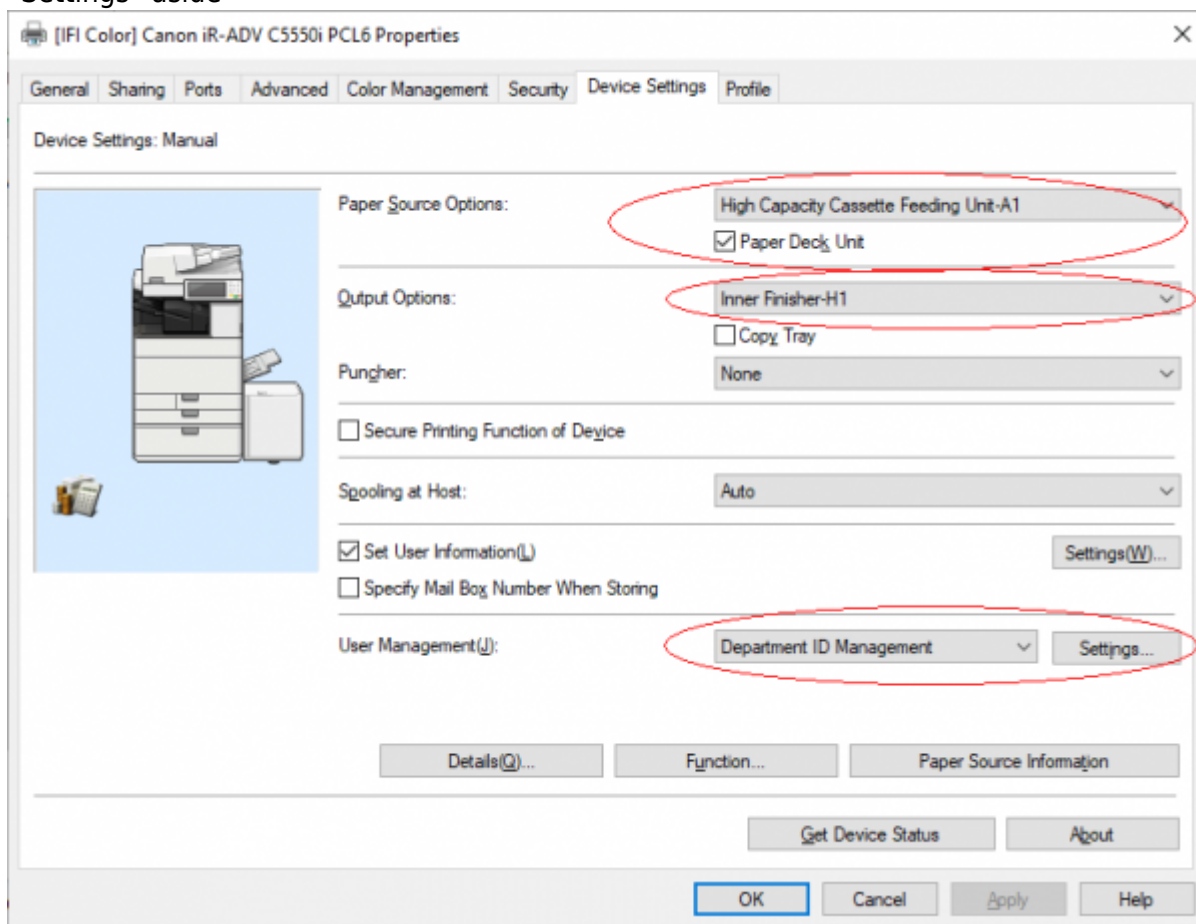 [IFI Color] Canon iR-ADV C5550i PCL6 Properties
General Sharing Ports Advanced Color Management Security Device Settings Profile
Device Settings: Manual
Paper Source Options: High Capacity Cassette Feeding Unit-A1
Paper Deck Unit
Output Options: Inner Finisher-H1
Copy Tray
Puncher: None
Secure Printing Function of Device
Spooling at Host: Auto
Set User Information(L) Settings(W)...
Specify Mail Box Number When Storing
User Management(J): Department ID Management Settings...
Details(Q)... Function... Paper Source Information
Get Device Status About
OK Cancel Apply Help